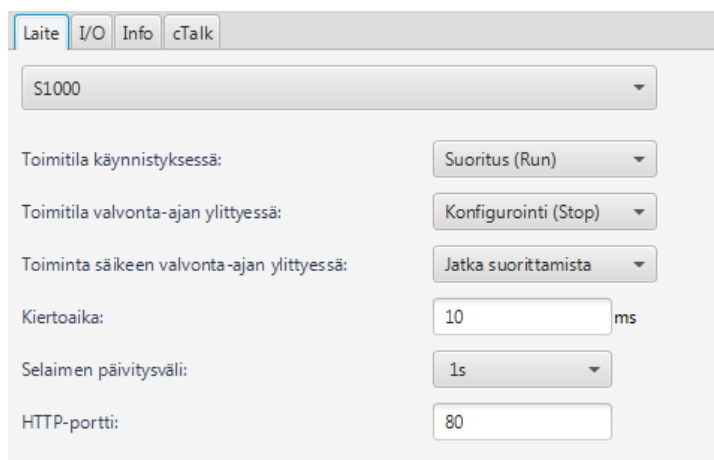 Laite I/O Info cTalk
S1000
Toimitila käynnistyksessä: Suoritus (Run)
Toimitila valvonta-ajan ylittyessä: Konfigurointi (Stop)
Toiminta säikeen valvonta-ajan ylittyessä: Jatka suorittamista
Kiertoaika: 10 ms
Selaimen päivitysväli: 1s
HTTP-portti: 80